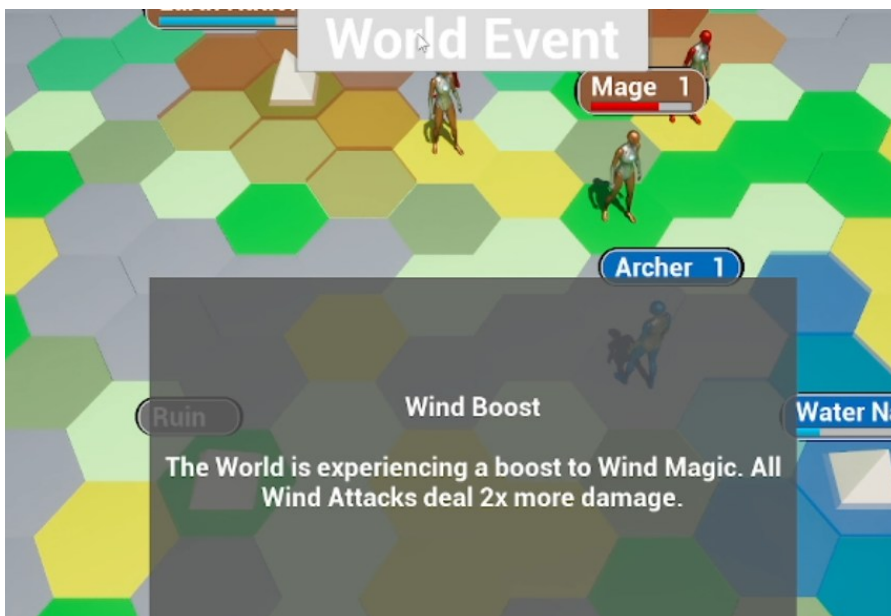 World Event
Mage 1
Archer 1
Ruin
Wind Boost
Water
The World is experiencing a boost to Wind Magic. All
Wind Attacks deal 2x more damage.